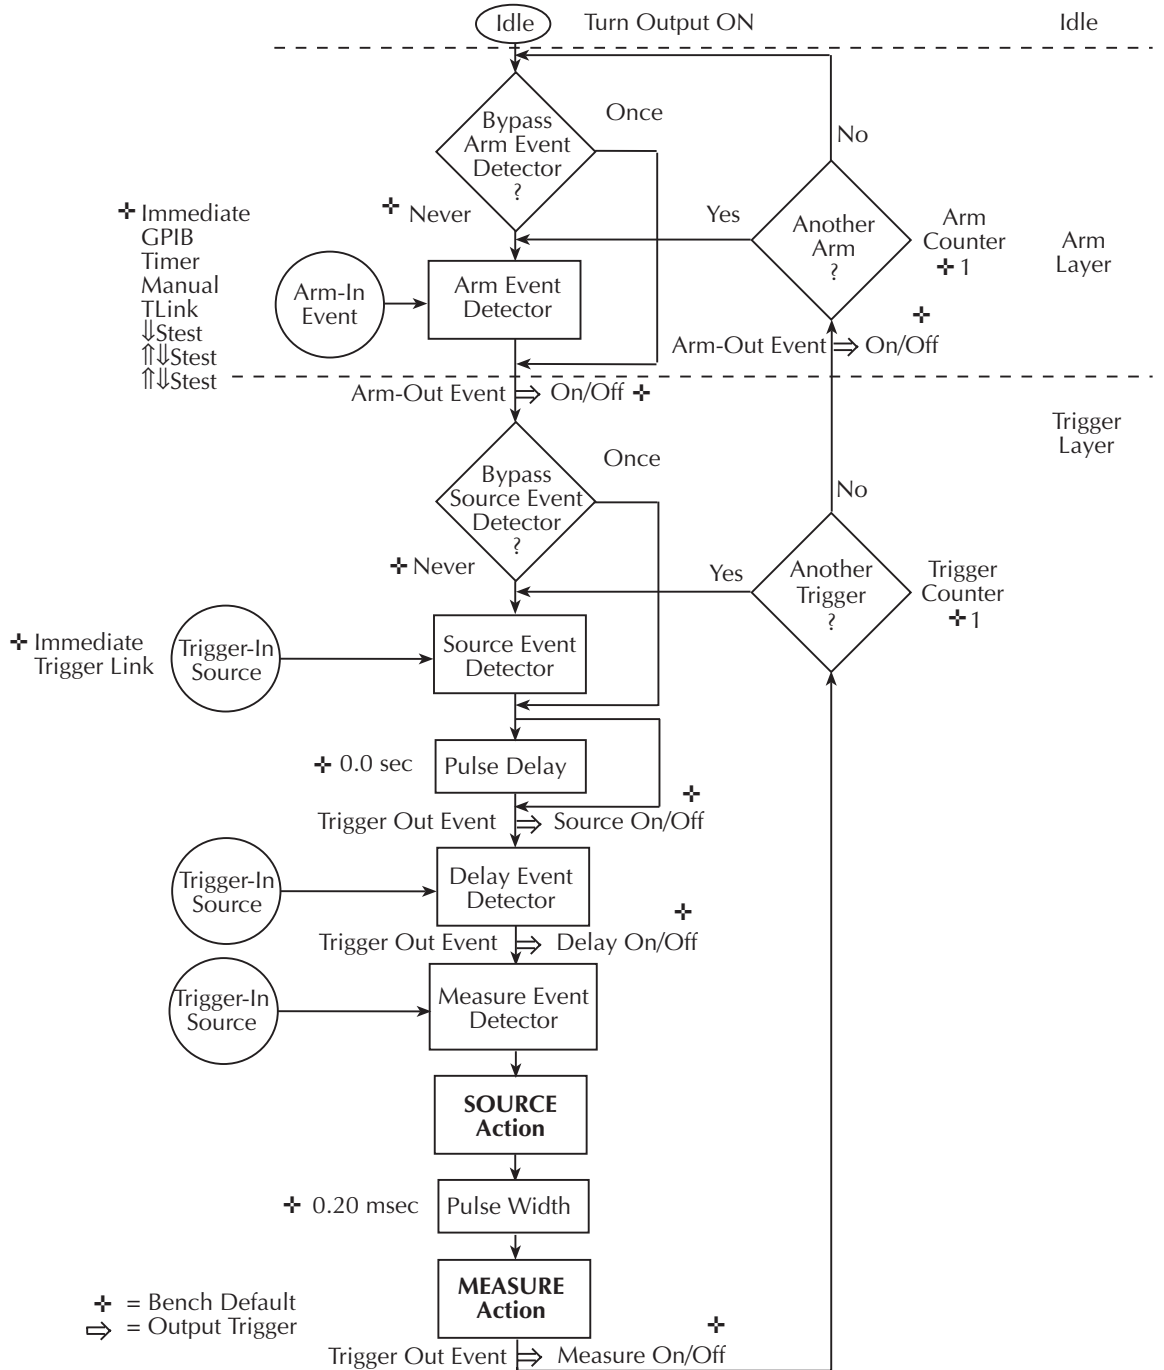 Idle
Turn Output ON
Idle
Bypass
Arm Event
Detector
?
Once
No
✛ Never
Yes
Another
Arm
?
Arm
Counter
✛ 1
Arm
Layer
✛ Immediate
GPIB
Timer
Manual
TLink
⇓Stest
⇑⇓Stest
⇑⇓Stest
Arm-In
Event
Arm Event
Detector
✛
Arm-Out Event ⇒ On/Off
Arm-Out Event ⇒ On/Off ✛
Trigger
Layer
Bypass
Source Event
Detector
?
Once
No
✛ Never
Yes
Another
Trigger
?
Trigger
Counter
✛ 1
✛ Immediate
Trigger Link
Trigger-In
Source
Source Event
Detector
✛ 0.0 sec
Pulse Delay
✛
Trigger Out Event ⇒ Source On/Off
Trigger-In
Source
Delay Event
Detector
✛
Trigger Out Event ⇒ Delay On/Off
Trigger-In
Source
Measure Event
Detector
SOURCE
Action
✛ 0.20 msec
Pulse Width
MEASURE
Action
✛ = Bench Default
⇒ = Output Trigger
✛
Trigger Out Event ⇒ Measure On/Off